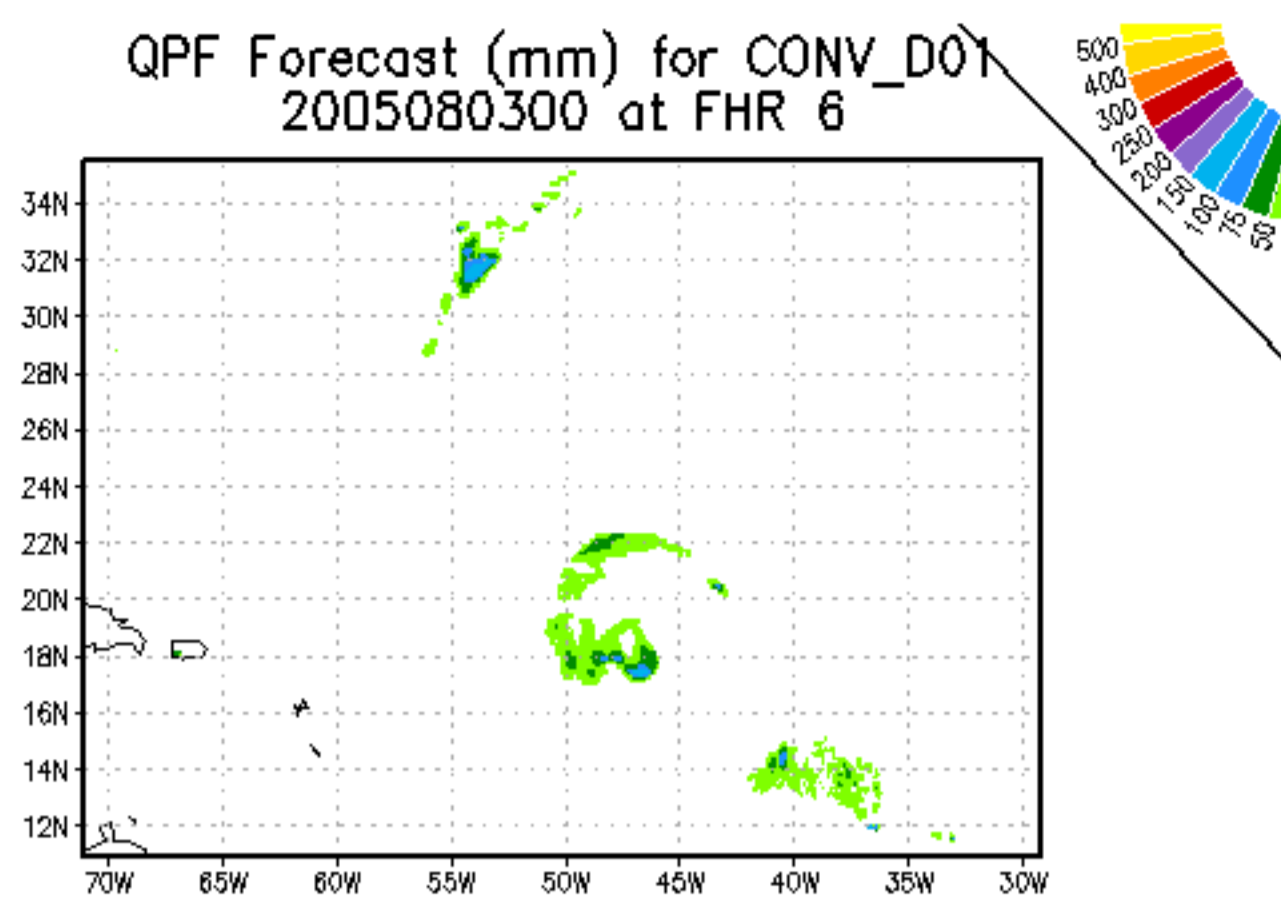 QPF Forecast (mm) for CONV_D01
2005080300 at FHR 6
500
400
300
250
200
150
100
75
50
34N
32N
30N
28N
26N
24N
22N
20N
18N
16N
14N
12N
70W 65W 60W 55W 50W 45W 40W 35W 30W